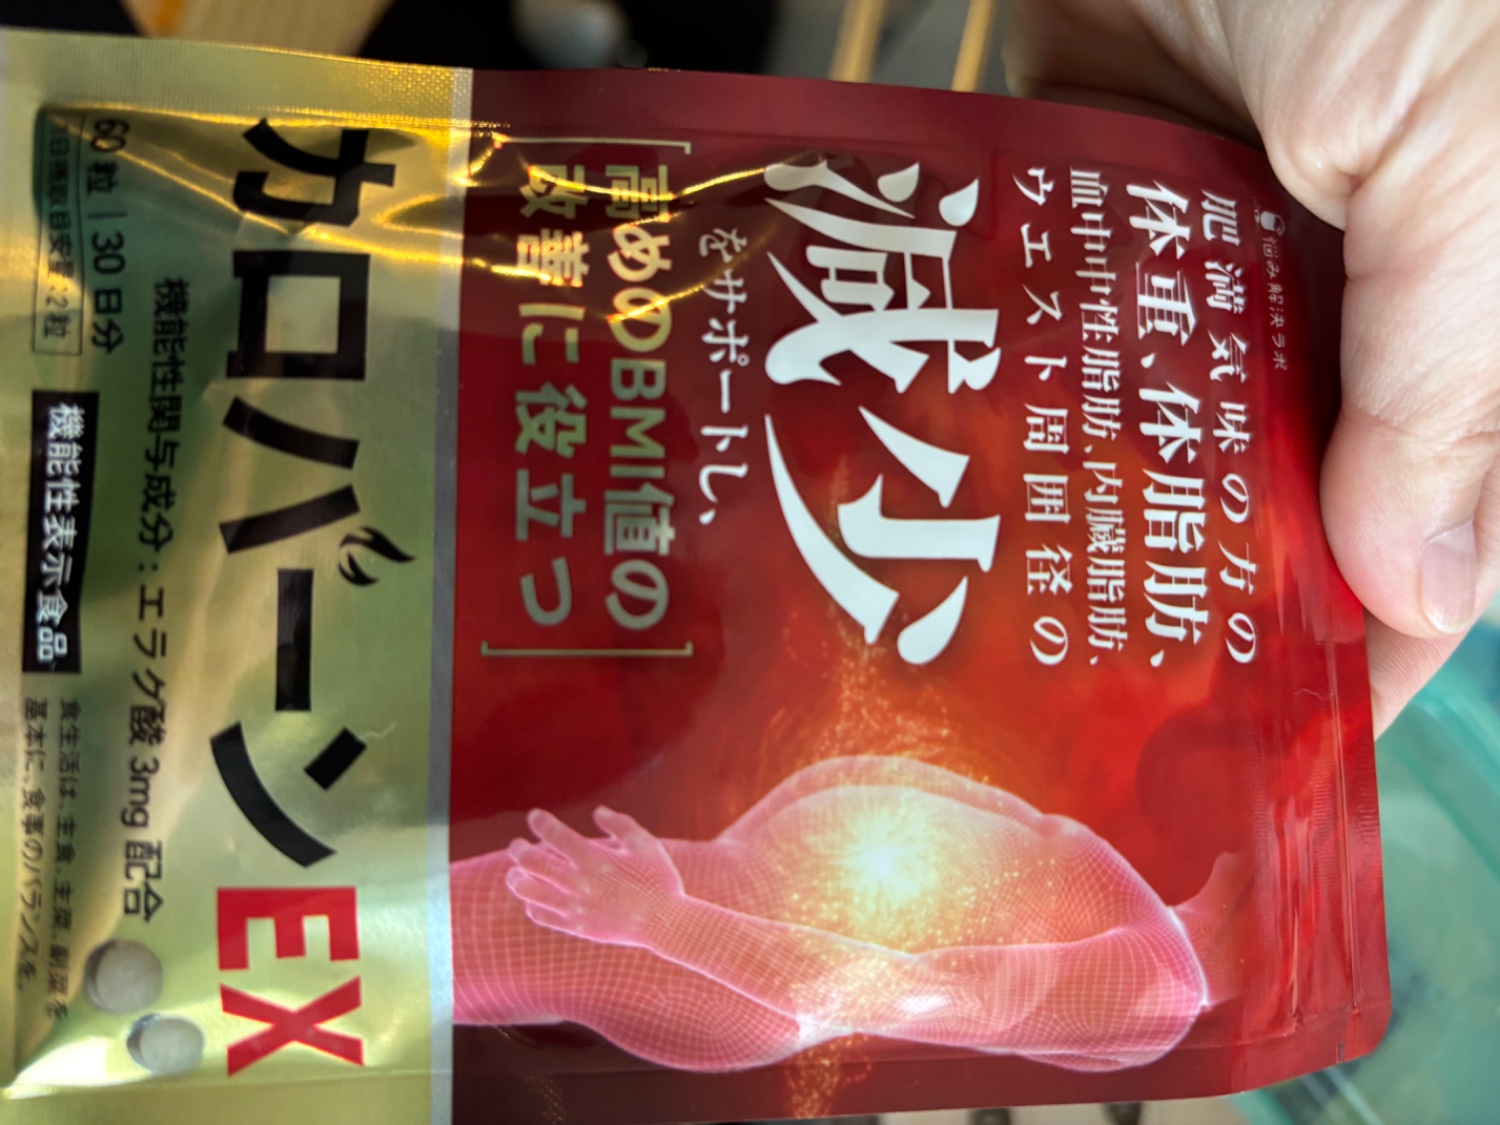 悩み解決ラボ
肥満気味の方の
体重、体脂肪、
血中中性脂肪、内臓脂肪、
ウエスト周囲径の
減少
をサポートし、
高めのBMI値の
改善に役立つ
カロバーンEX
機能性関与成分：エラグ酸 3mg 配合
60粒｜30日分
1日摂取目安量：2粒
機能性表示食品
食生活は、主食、主菜、副菜を
基本に、食事のバランスを。